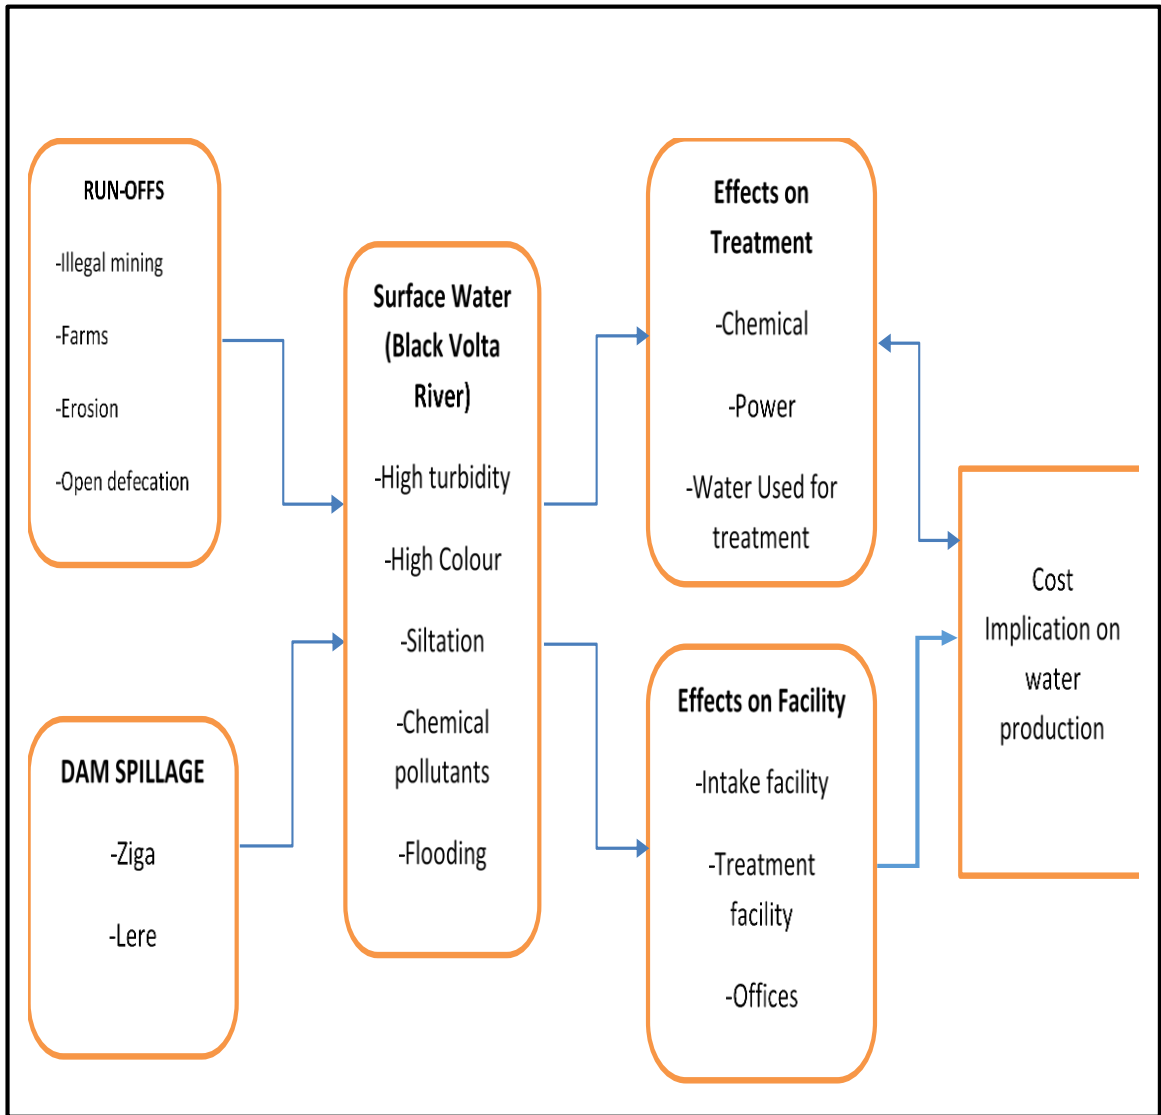 RUN-OFFS
-Illegal mining
-Farms
-Erosion
-Open defecation
DAM SPILLAGE
-Ziga
-Lere
Surface Water
(Black Volta
River)
-High turbidity
-High Colour
-Siltation
-Chemical
pollutants
-Flooding
Effects on
Treatment
-Chemical
-Power
-Water Used for
treatment
Effects on Facility
-Intake facility
-Treatment
facility
-Offices
Cost
Implication on
water
production